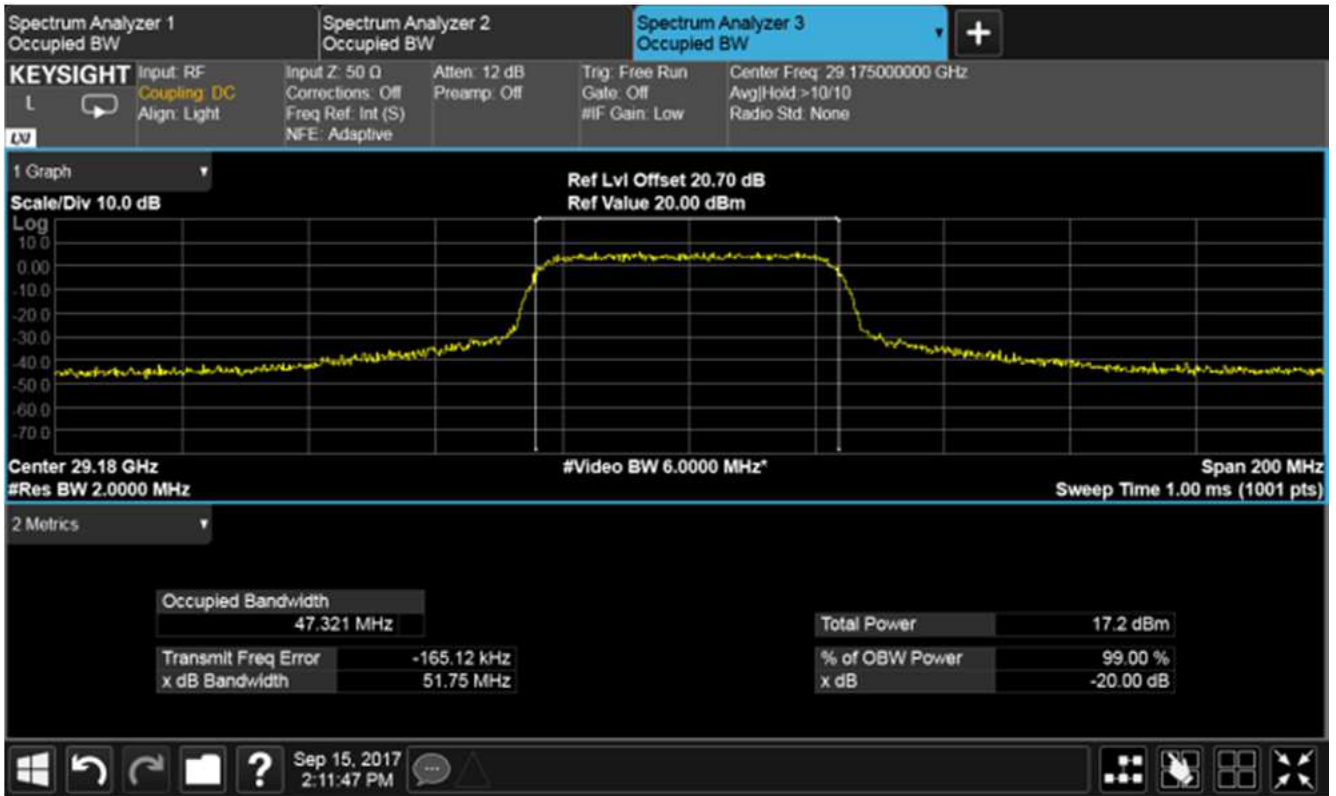 Spectrum Analyzer 1
Occupied BW
Spectrum Analyzer 2
Occupied BW
Spectrum Analyzer 3
Occupied BW
KEYSIGHT
L
LXI
Input: RF
Coupling: DC
Align: Light
Input Z: 50 Ω
Corrections: Off
Freq Ref: Int (S)
NFE: Adaptive
Atten: 12 dB
Preamp: Off
Trig: Free Run
Gate: Off
#IF Gain: Low
Center Freq: 29.175000000 GHz
Avg|Hold:>10/10
Radio Std: None
1 Graph
Scale/Div 10.0 dB
Ref Lvl Offset 20.70 dB
Ref Value 20.00 dBm
Log
10.0
0.00
-10.0
-20.0
-30.0
-40.0
-50.0
-60.0
-70.0
Center 29.18 GHz
#Res BW 2.0000 MHz
#Video BW 6.0000 MHz*
Span 200 MHz
Sweep Time 1.00 ms (1001 pts)
2 Metrics
Occupied Bandwidth
47.321 MHz
Transmit Freq Error -165.12 kHz
x dB Bandwidth 51.75 MHz
Total Power 17.2 dBm
% of OBW Power 99.00 %
x dB -20.00 dB
?
Sep 15, 2017
2:11:47 PM